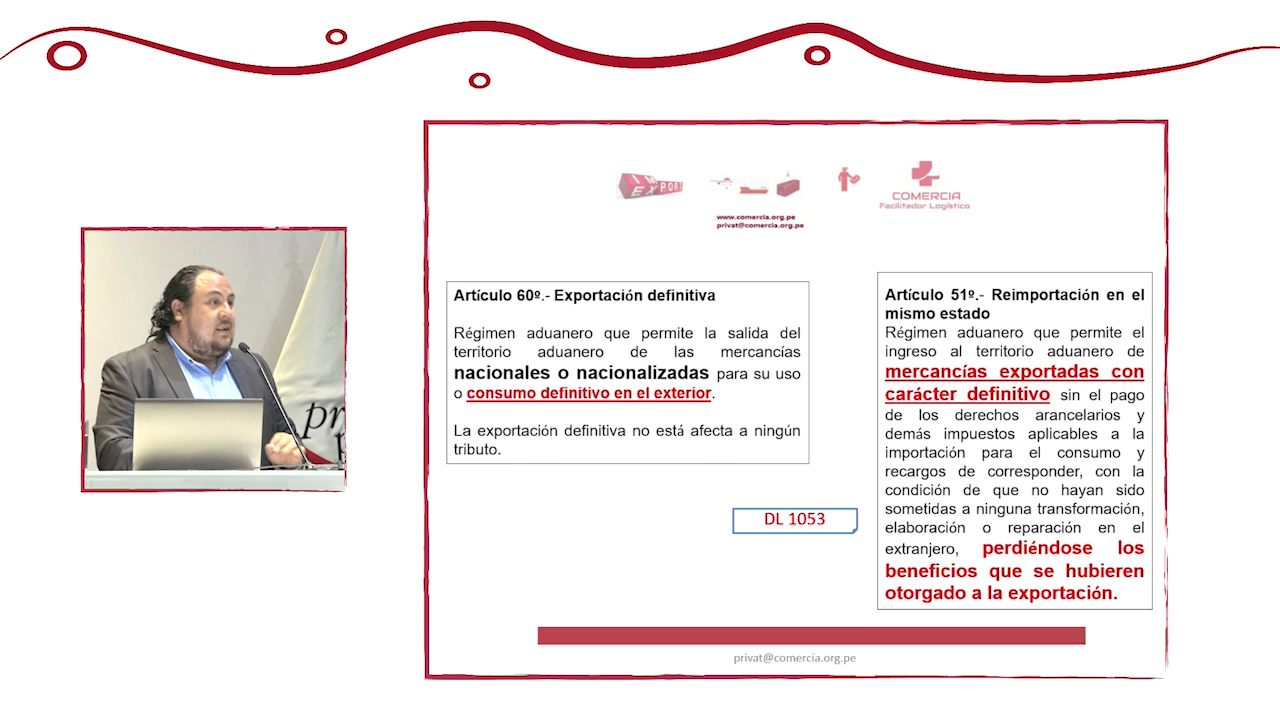 EXPORT
COMERCIA
Facilitador Logístico
www.comercia.org.pe
privat@comercia.org.pe
Artículo 60º.- Exportación definitiva
Régimen aduanero que permite la salida del
territorio aduanero de las mercancías
nacionales o nacionalizadas para su uso
o consumo definitivo en el exterior.
La exportación definitiva no está afecta a ningún
tributo.
DL 1053
Artículo 51º.- Reimportación en el
mismo estado
Régimen aduanero que permite el
ingreso al territorio aduanero de
mercancías exportadas con
carácter definitivo sin el pago
de los derechos arancelarios y
demás impuestos aplicables a la
importación para el consumo y
recargos de corresponder, con la
condición de que no hayan sido
sometidas a ninguna transformación,
elaboración o reparación en el
extranjero, perdiéndose los
beneficios que se hubieren
otorgado a la exportación.
privat@comercia.org.pe